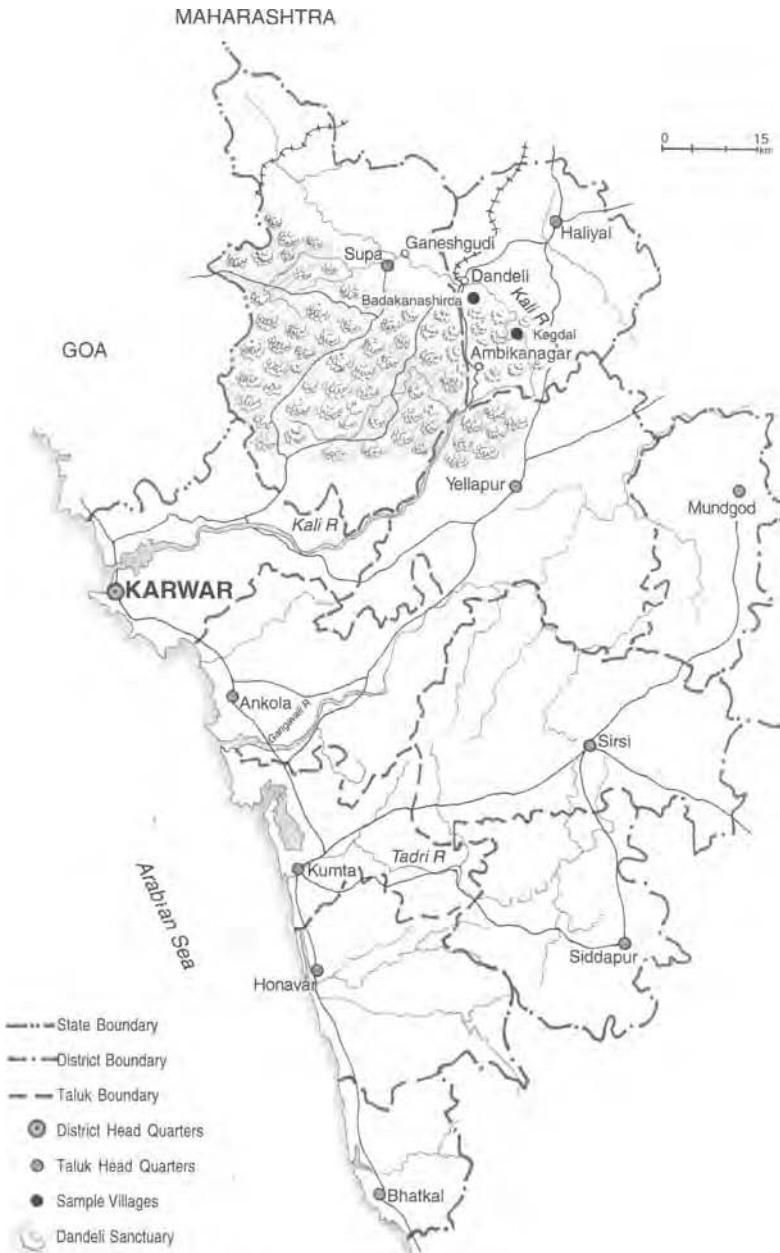 MAHARASHTRA
0 15
km
Haliyal
Ganeshgudi
Supa
Dandeli
Badakanashirda
Kali R
Kegdal
GOA
Ambikanagar
Yellapur
Mundgod
Kali R
KARWAR
Ankola
Gangavali R
Sirsi
Tadri R
Kumta
Arabian Sea
Siddapur
Honavar
State Boundary
District Boundary
Taluk Boundary
District Head Quarters
Taluk Head Quarters
Sample Villages
Bhatkal
Dandeli Sanctuary